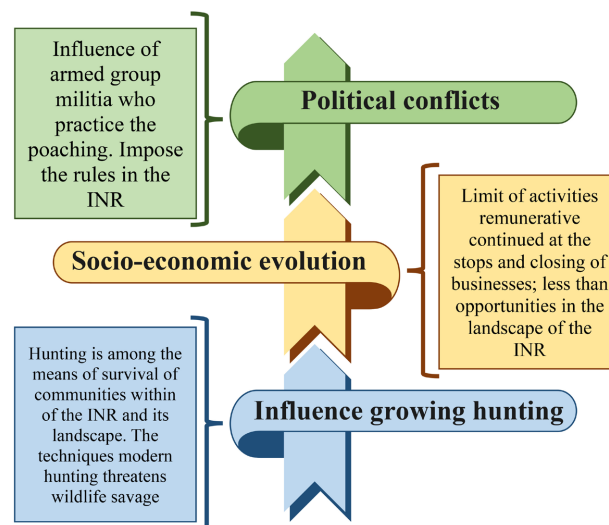 Influence of
armed group
militia who
practice the
poaching. Impose
the rules in the
INR
Political conflicts
Socio-economic evolution
Limit of activities
remunerative
continued at the
stops and closing of
businesses; less than
opportunities in the
landscape of the
INR
Hunting is among the
means of survival of
communities within
of the INR and its
landscape. The
techniques modern
hunting threatens
wildlife savage
Influence growing hunting